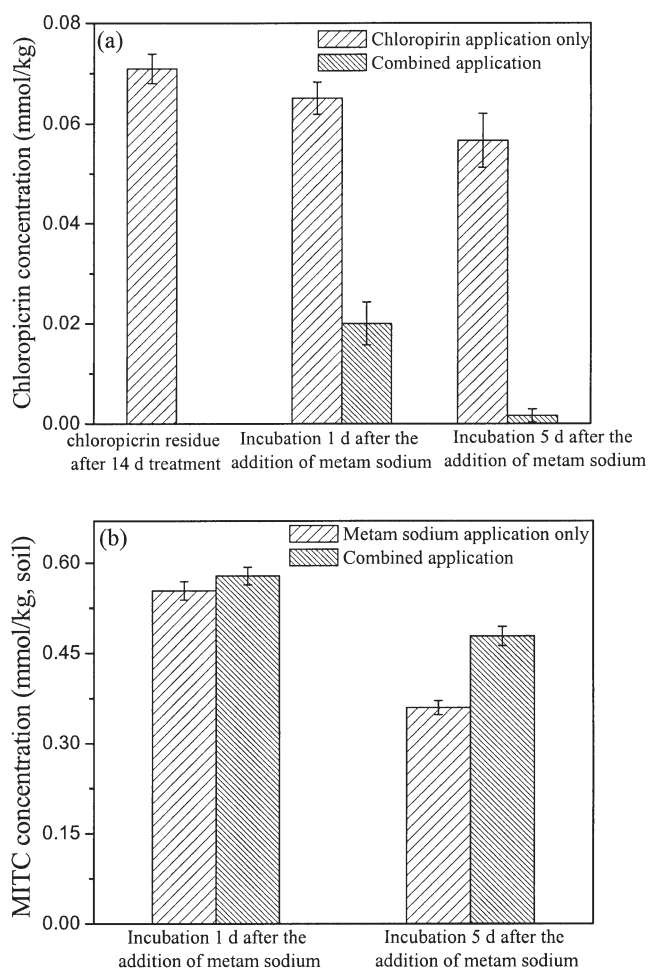 (a)
Chloropirin application only
Combined application
Chloropicrin concentration (mmol/kg)
0.08
0.06
0.04
0.02
0.00
chloropicrin residue
after 14 d treatment
Incubation 1 d after the
addition of metam sodium
Incubation 5 d after the
addition of metam sodium
(b)
Metam sodium application only
Combined application
MITC concentration (mmol/kg, soil)
0.60
0.45
0.30
0.15
0.00
Incubation 1 d after the
addition of metam sodium
Incubation 5 d after the
addition of metam sodium